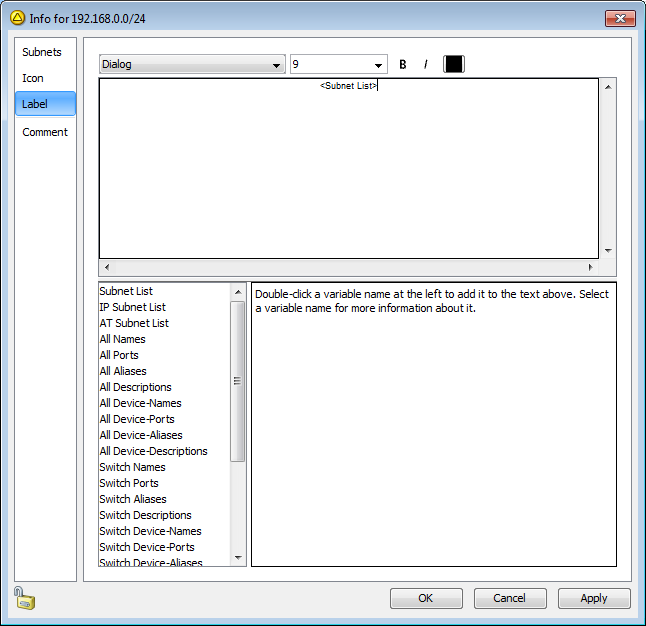 Info for 192.168.0.0/24
Subnets
Icon
Label
Comment
Dialog
9
B
I
<Subnet List>
Subnet List
IP Subnet List
AT Subnet List
All Names
All Ports
All Aliases
All Descriptions
All Device-Names
All Device-Ports
All Device-Aliases
All Device-Descriptions
Switch Names
Switch Ports
Switch Aliases
Switch Descriptions
Switch Device-Names
Switch Device-Ports
Switch Device-Aliases
Double-click a variable name at the left to add it to the text above. Select
a variable name for more information about it.
OK
Cancel
Apply